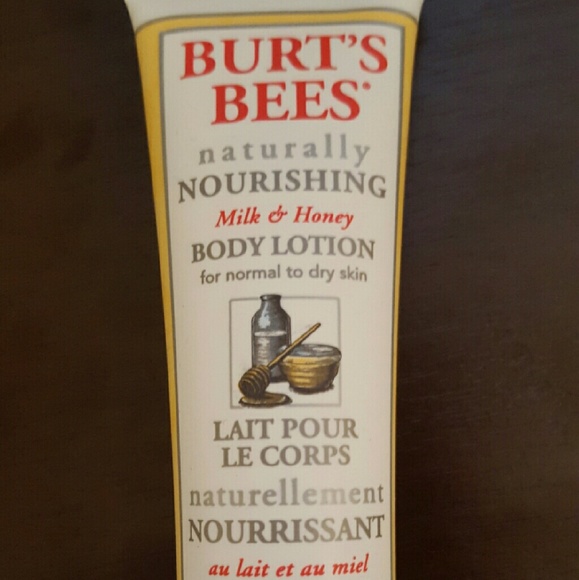 BURT'S
BEES®
naturally
NOURISHING
Milk & Honey
BODY LOTION
for normal to dry skin
LAIT POUR
LE CORPS
naturellement
NOURRISSANT
au lait et au miel